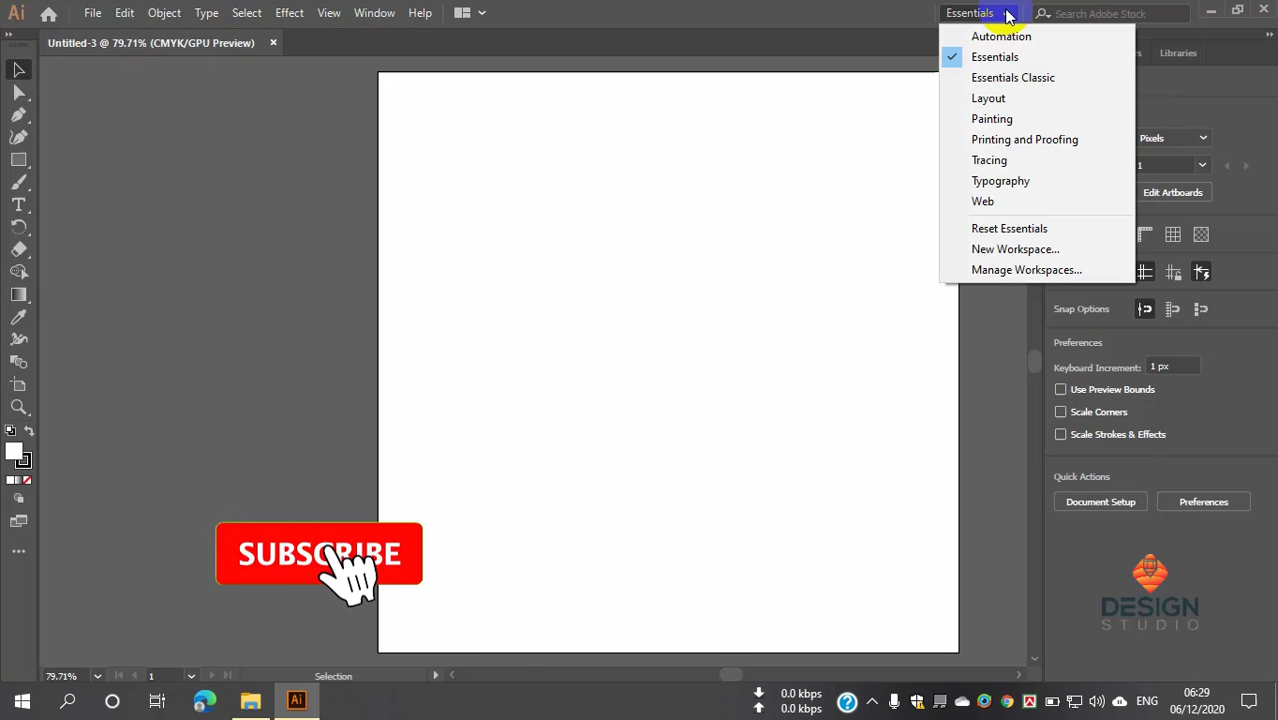 Ai File Edit Object Type Select Effect View Window Help Essentials Search Adobe Stock
Untitled-3 @ 79.71% (CMYK/GPU Preview) ×
Automation
Essentials
Essentials Classic
Layout
Painting
Printing and Proofing
Tracing
Typography
Web
Reset Essentials
New Workspace...
Manage Workspaces...
Libraries
Pixels
1
Edit Artboards
Snap Options
Preferences
Keyboard Increment: 1 px
Use Preview Bounds
Scale Corners
Scale Strokes & Effects
Quick Actions
Document Setup Preferences
SUBSCRIBE
DESIGN
STUDIO
79.71% 1 Selection
Ai 0.0 kbps
0.0 kbps
ENG
06:29
06/12/2020